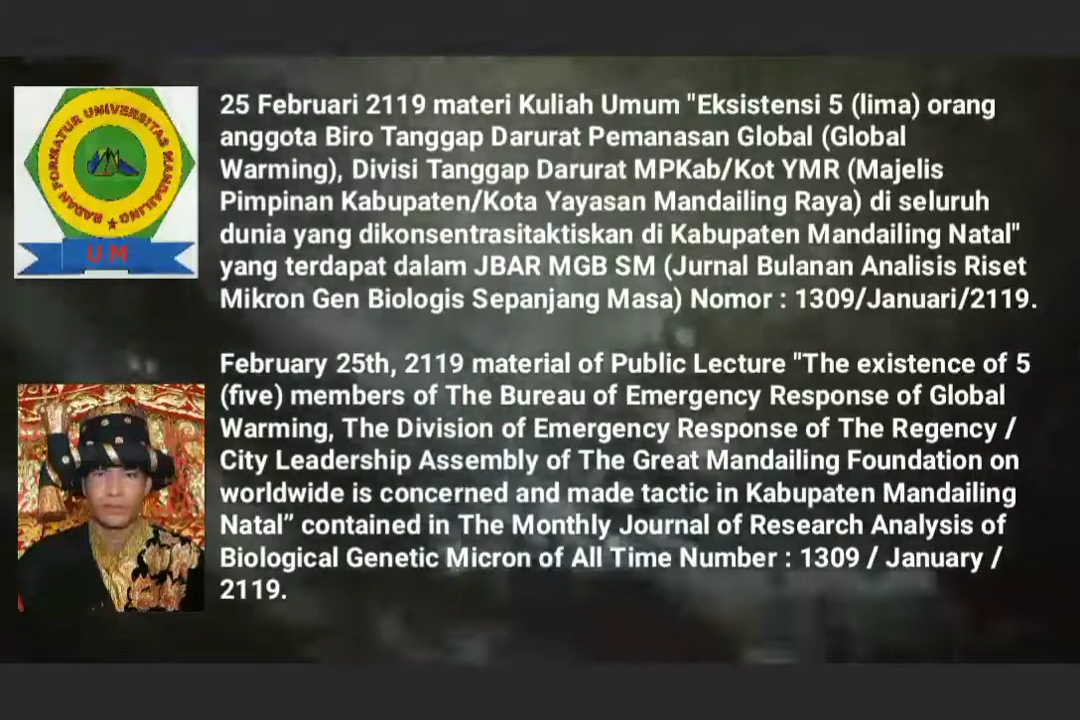 BADAN FORMATUR UNIVERSITAS MANDAILING
UM
25 Februari 2119 materi Kuliah Umum "Eksistensi 5 (lima) orang
anggota Biro Tanggap Darurat Pemanasan Global (Global
Warming), Divisi Tanggap Darurat MPKab/Kot YMR (Majelis
Pimpinan Kabupaten/Kota Yayasan Mandailing Raya) di seluruh
dunia yang dikonsentrasitaktiskan di Kabupaten Mandailing Natal"
yang terdapat dalam JBAR MGB SM (Jurnal Bulanan Analisis Riset
Mikron Gen Biologis Sepanjang Masa) Nomor : 1309/Januari/2119.
February 25th, 2119 material of Public Lecture "The existence of 5
(five) members of The Bureau of Emergency Response of Global
Warming, The Division of Emergency Response of The Regency /
City Leadership Assembly of The Great Mandailing Foundation on
worldwide is concerned and made tactic in Kabupaten Mandailing
Natal” contained in The Monthly Journal of Research Analysis of
Biological Genetic Micron of All Time Number : 1309 / January /
2119.